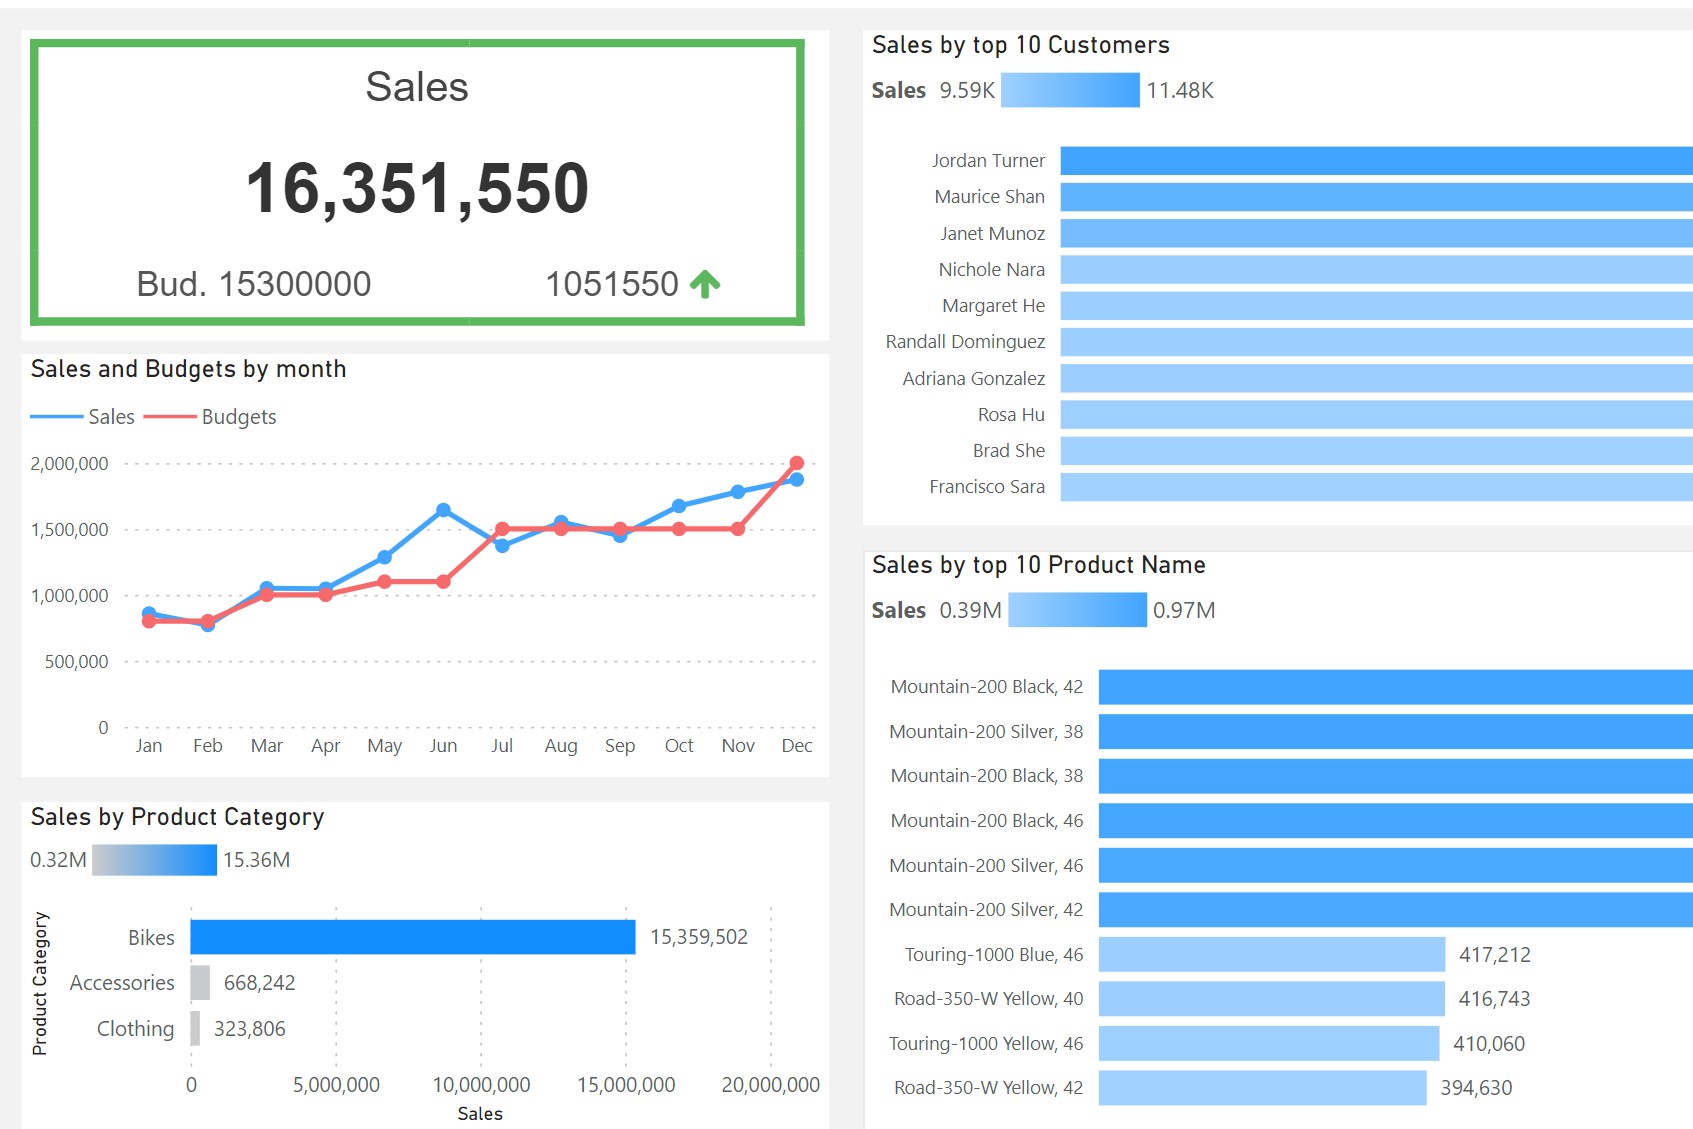 Sales
16,351,550
Bud. 15300000 1051550
Sales and Budgets by month
Sales Budgets
2,000,000
1,500,000
1,000,000
500,000
0
Jan Feb Mar Apr May Jun Jul Aug Sep Oct Nov Dec
Sales by Product Category
0.32M 15.36M
Product Category
Bikes 15,359,502
Accessories 668,242
Clothing 323,806
0 5,000,000 10,000,000 15,000,000 20,000,000
Sales
Sales by top 10 Customers
Sales 9.59K 11.48K
Jordan Turner
Maurice Shan
Janet Munoz
Nichole Nara
Margaret He
Randall Dominguez
Adriana Gonzalez
Rosa Hu
Brad She
Francisco Sara
Sales by top 10 Product Name
Sales 0.39M 0.97M
Mountain-200 Black, 42
Mountain-200 Silver, 38
Mountain-200 Black, 38
Mountain-200 Black, 46
Mountain-200 Silver, 46
Mountain-200 Silver, 42
Touring-1000 Blue, 46 417,212
Road-350-W Yellow, 40 416,743
Touring-1000 Yellow, 46 410,060
Road-350-W Yellow, 42 394,630